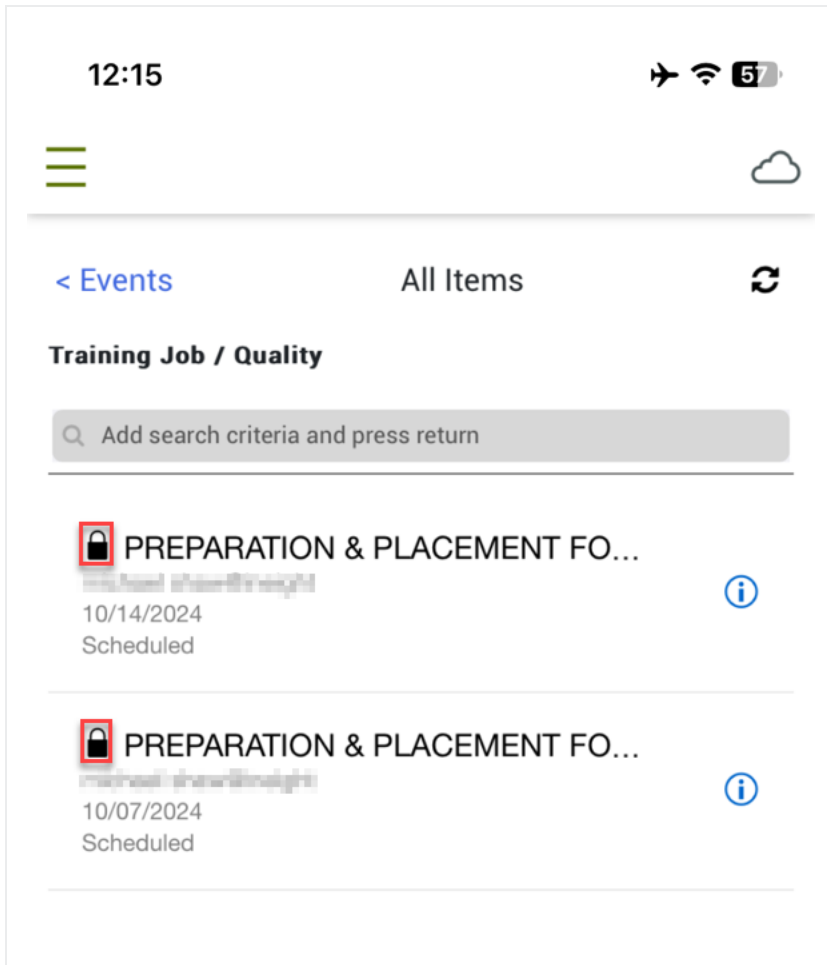 12:15
57
< Events All Items
Training Job / Quality
Add search criteria and press return
PREPARATION & PLACEMENT FO...
10/14/2024
Scheduled
PREPARATION & PLACEMENT FO...
10/07/2024
Scheduled